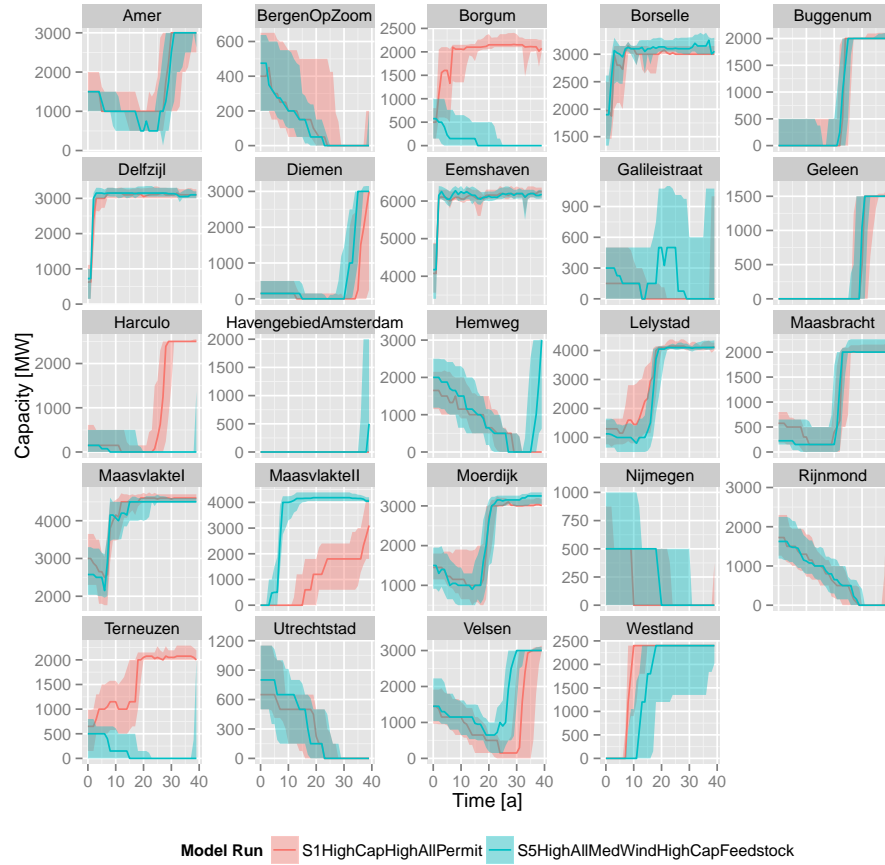 Amer BergenOpZoom Borgum Borselle Buggenum
3000 2500 2000 1500 1000 500 0
600 400 200 0
2500 2000 1500 1000 500 0
3000 2500 2000 1500
2000 1500 1000 500 0
Delfzijl Diemen Eemshaven Galileistraat Geleen
3000 2000 1000 0
3000 2000 1000 0
6000 5000 4000
900 600 300 0
1500 1000 500 0
Harculo HavengebiedAmsterdam Hemweg Lelystad Maasbracht
2000 1000 0
2000 1500 1000 500 0
3000 2000 1000 0
4000 3000 2000 1000
2000 1500 1000 500 0
Capacity [MW]
MaasvlakteI MaasvlakteII Moerdijk Nijmegen Rijnmond
4000 3000 2000
4000 3000 2000 1000 0
3000 2000 1000 0
1000 750 500 250 0
3000 2500 2000 1500 1000 500 0
Terneuzen Utrechtstad Velsen Westland
2000 1500 1000 500 0
1200 900 600 300 0
3000 2000 1000 0
2500 2000 1500 1000 500 0
0 10 20 30 40 0 10 20 30 40 0 10 20 30 40 0 10 20 30 40
Time [a]
Model Run S1HighCapHighAllPermit S5HighAllMedWindHighCapFeedstock